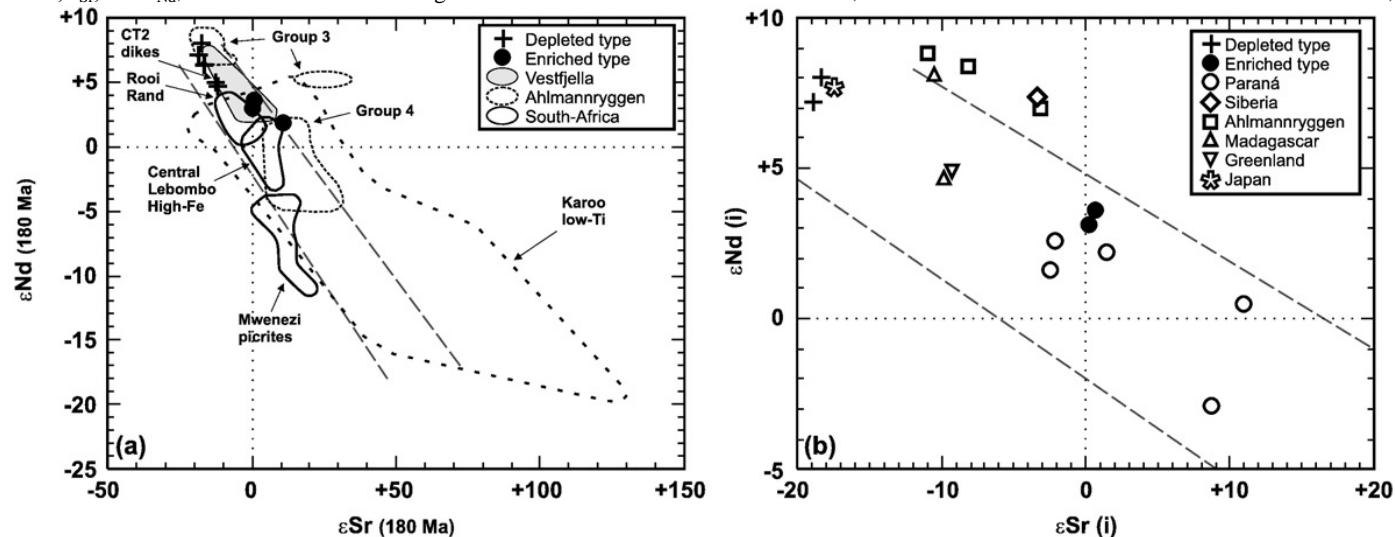 +10
+5
0
-5
-10
-15
-20
-25
-50
0
+50
+100
+150
εNd (180 Ma)
εSr (180 Ma)
(a)
CT2
dikes
Rooi
Rand
Group 3
Group 4
Central
Lebombo
High-Fe
Mwenezi
picrites
Karoo
low-Ti
Depleted type
Enriched type
Vestfjella
Ahlmannryggen
South-Africa
+10
+5
0
-5
-20
-10
0
+10
+20
εNd (i)
εSr (i)
(b)
Depleted type
Enriched type
Paraná
Siberia
Ahlmannryggen
Madagascar
Greenland
Japan